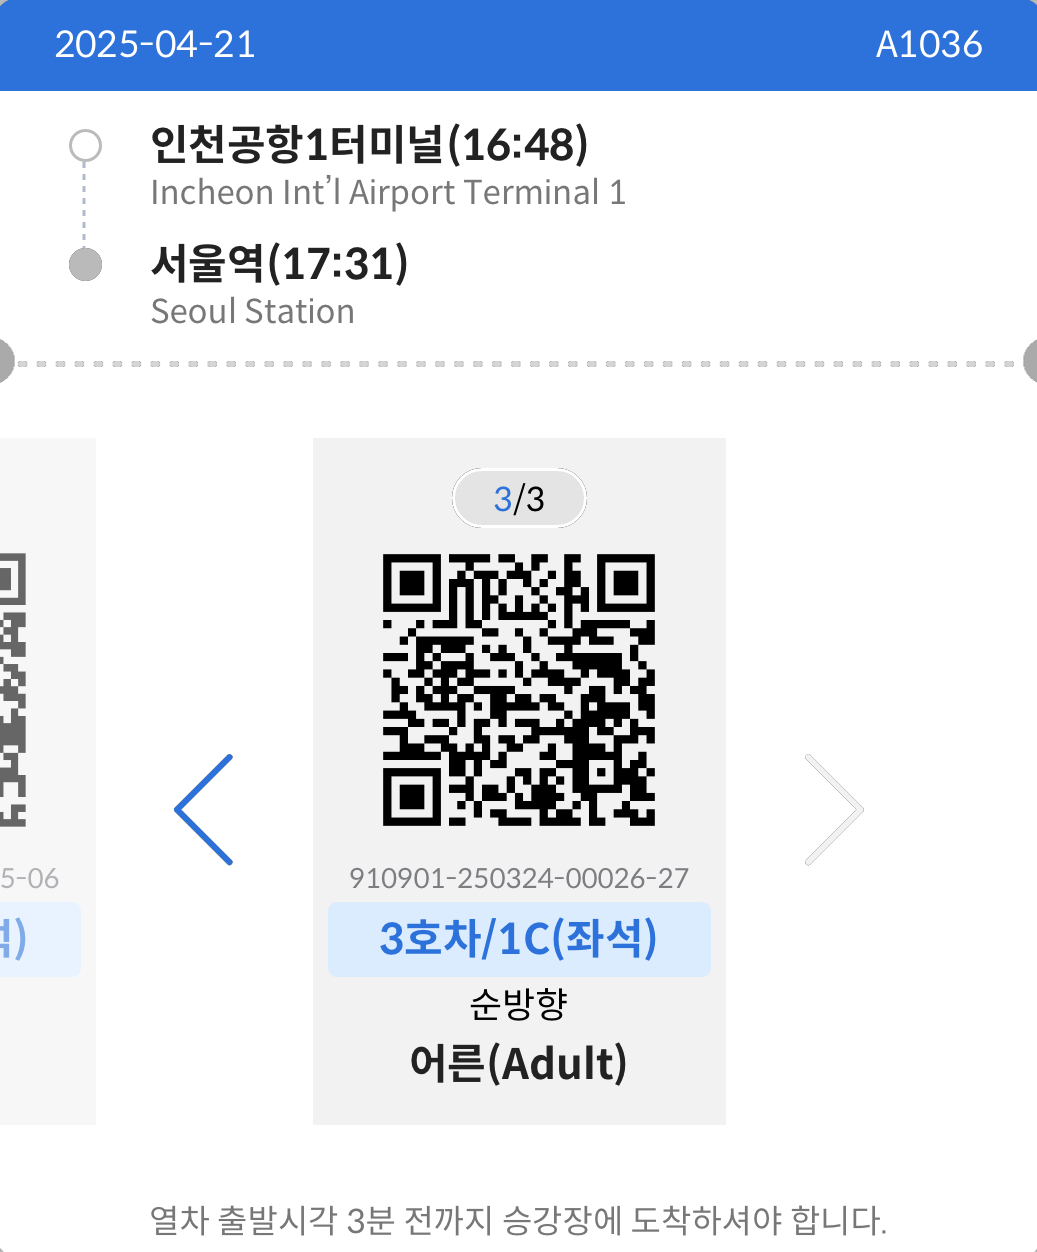 2025-04-21 A1036
인천공항1터미널(16:48)
Incheon Int’l Airport Terminal 1
서울역(17:31)
Seoul Station
3/3
5-06
910901-250324-00026-27
석)
3호차/1C(좌석)
순방향
어른(Adult)
열차 출발시각 3분 전까지 승강장에 도착하셔야 합니다.